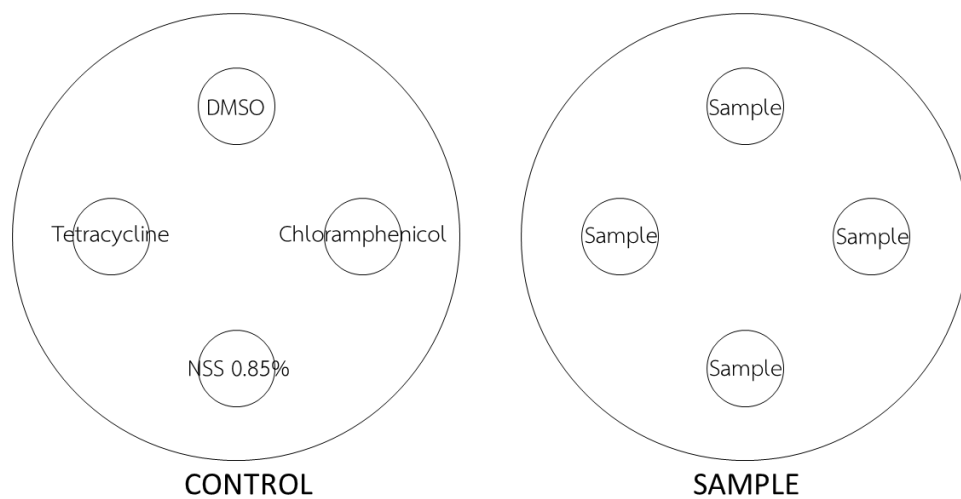 DMSO
Tetracycline
Chloramphenicol
NSS 0.85%
CONTROL
Sample
Sample
Sample
Sample
SAMPLE